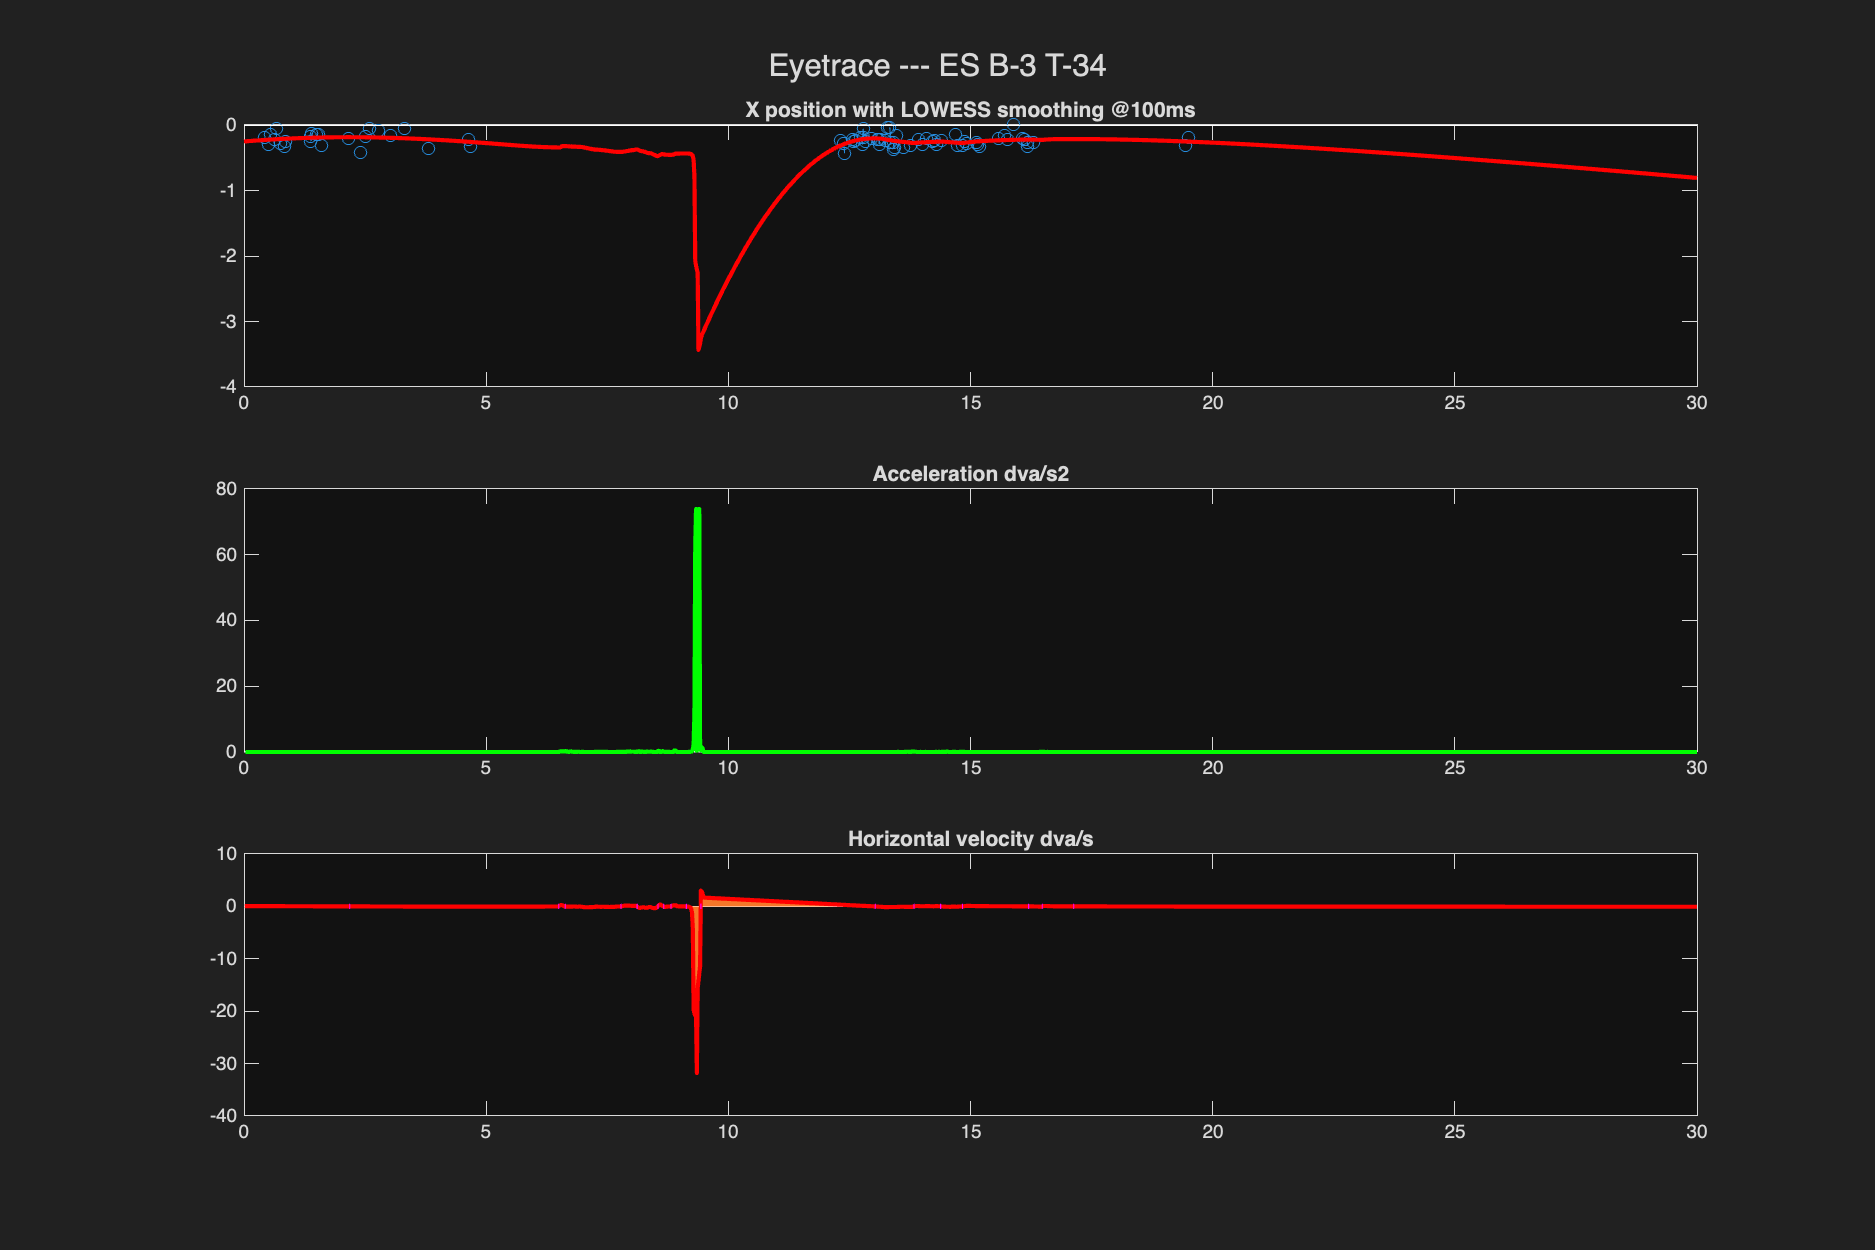 Eyetrace --- ES B-3 T-34
X position with LOWESS smoothing @100ms
0
-1
-2
-3
-4
0 5 10 15 20 25 30
Acceleration dva/s2
80
60
40
20
0
0 5 10 15 20 25 30
Horizontal velocity dva/s
10
0
-10
-20
-30
-40
0 5 10 15 20 25 30